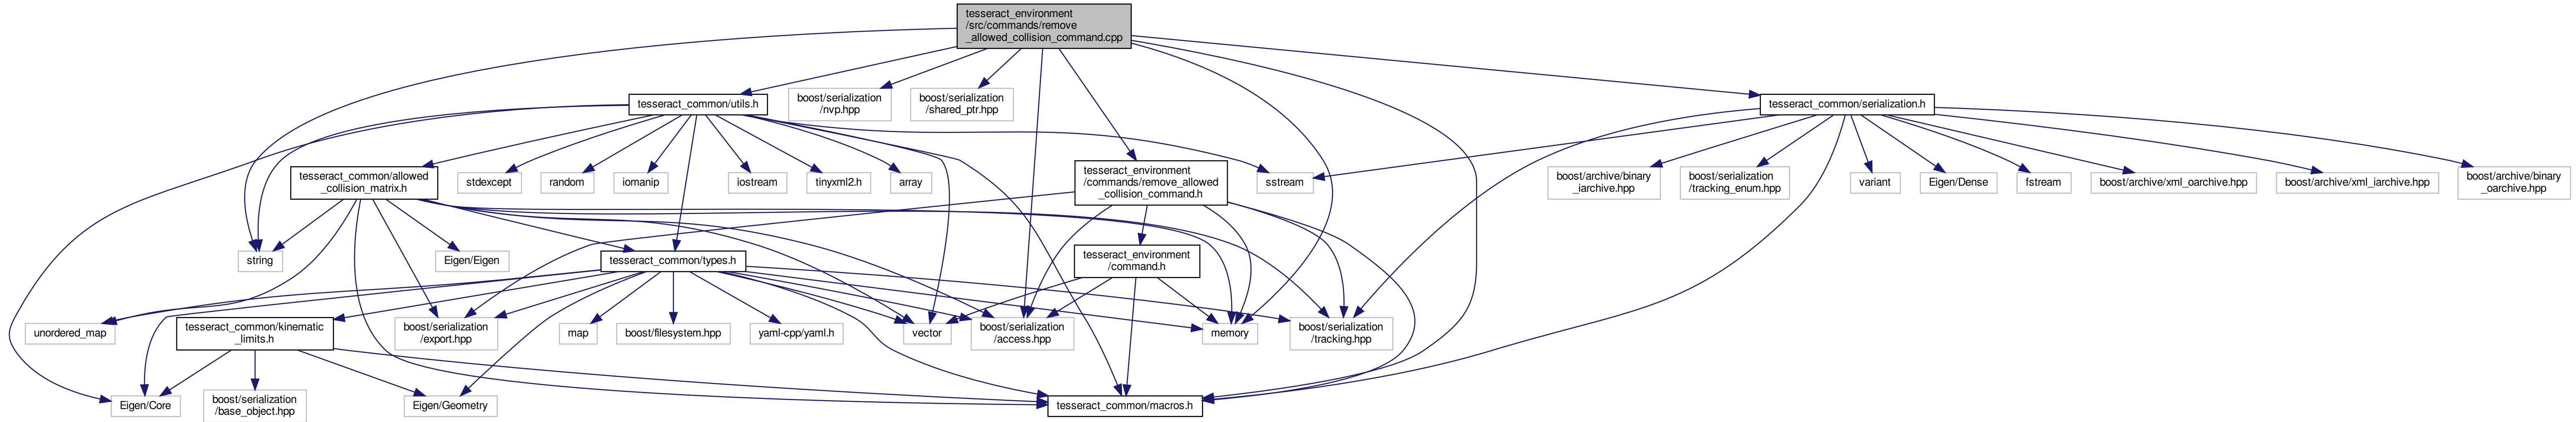 tesseract_environment
/src/commands/remove
_allowed_collision_command.cpp
tesseract_common/utils.h
boost/serialization
/nvp.hpp
boost/serialization
/shared_ptr.hpp
tesseract_common/serialization.h
tesseract_common/allowed
_collision_matrix.h
stdexcept
random
iomanip
iostream
tinyxml2.h
array
tesseract_environment
/commands/remove_allowed
_collision_command.h
sstream
boost/archive/binary
_iarchive.hpp
boost/serialization
/tracking_enum.hpp
variant
Eigen/Dense
fstream
boost/archive/xml_oarchive.hpp
boost/archive/xml_iarchive.hpp
boost/archive/binary
_oarchive.hpp
string
Eigen/Eigen
tesseract_common/types.h
tesseract_environment
/command.h
unordered_map
tesseract_common/kinematic
_limits.h
boost/serialization
/export.hpp
map
boost/filesystem.hpp
yaml-cpp/yaml.h
vector
boost/serialization
/access.hpp
memory
boost/serialization
/tracking.hpp
Eigen/Core
boost/serialization
/base_object.hpp
Eigen/Geometry
tesseract_common/macros.h